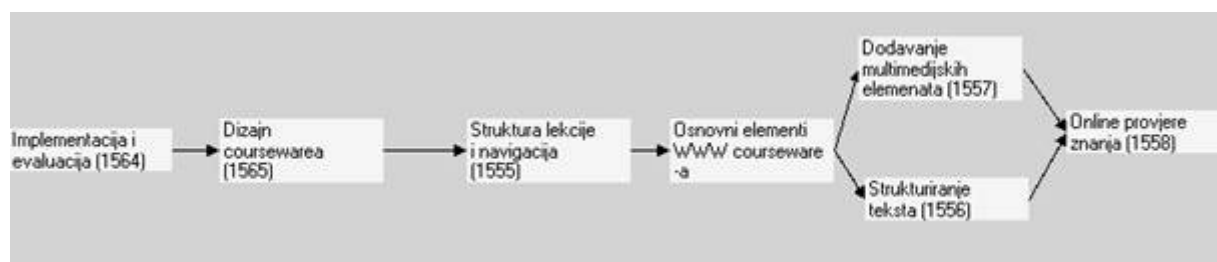 Implementacija i
evaluacija (1564)
Dizajn
coursewarea
(1565)
Struktura lekcije
i navigacija
(1555)
Osnovni elementi
WWW courseware
-a
Dodavanje
multimedijskih
elemenata (1557)
Strukturiranje
teksta (1556)
Online provjere
znanja (1558)